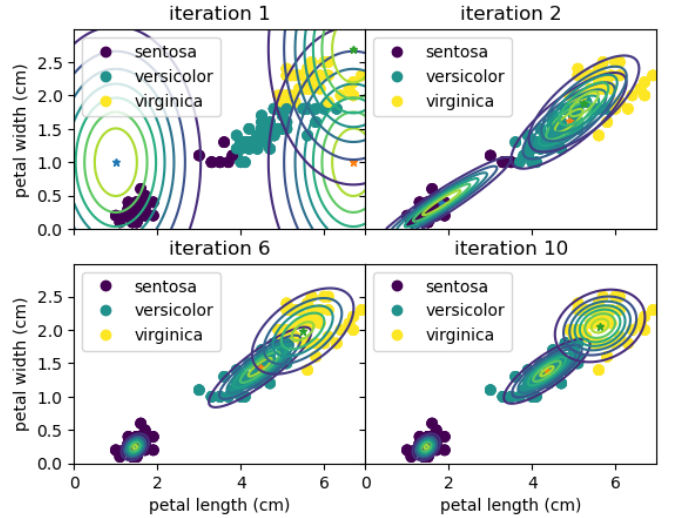 iteration 1
iteration 2
petal width (cm)
3.0
2.5
2.0
1.5
1.0
0.5
0.0
sentosa
versicolor
virginica
sentosa
versicolor
virginica
iteration 6
iteration 10
petal width (cm)
2.5
2.0
1.5
1.0
0.5
0.0
sentosa
versicolor
virginica
sentosa
versicolor
virginica
0 2 4 6 0 2 4 6
petal length (cm) petal length (cm)